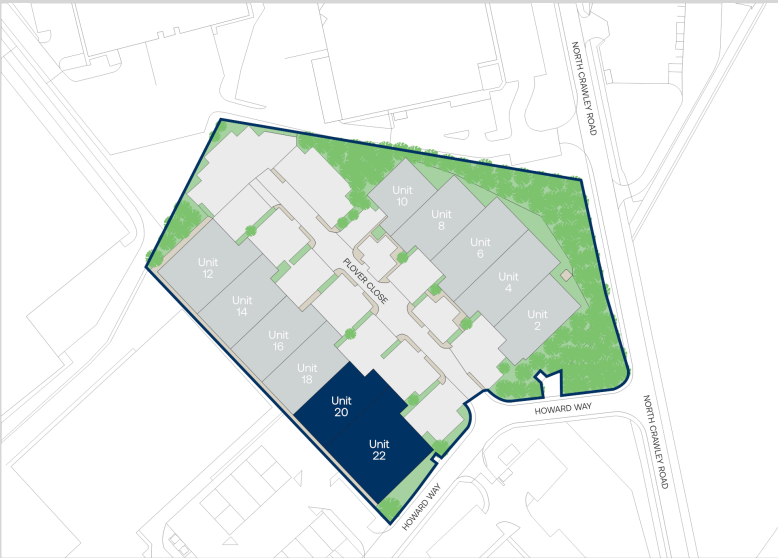 NORTH CRAWLEY ROAD
Unit
10
Unit
8
Unit
6
Unit
4
Unit
2
Unit
12
Unit
14
Unit
16
Unit
18
Unit
20
Unit
22
PLOVER CLOSE
HOWARD WAY
NORTH CRAWLEY ROAD
HOWARD WAY